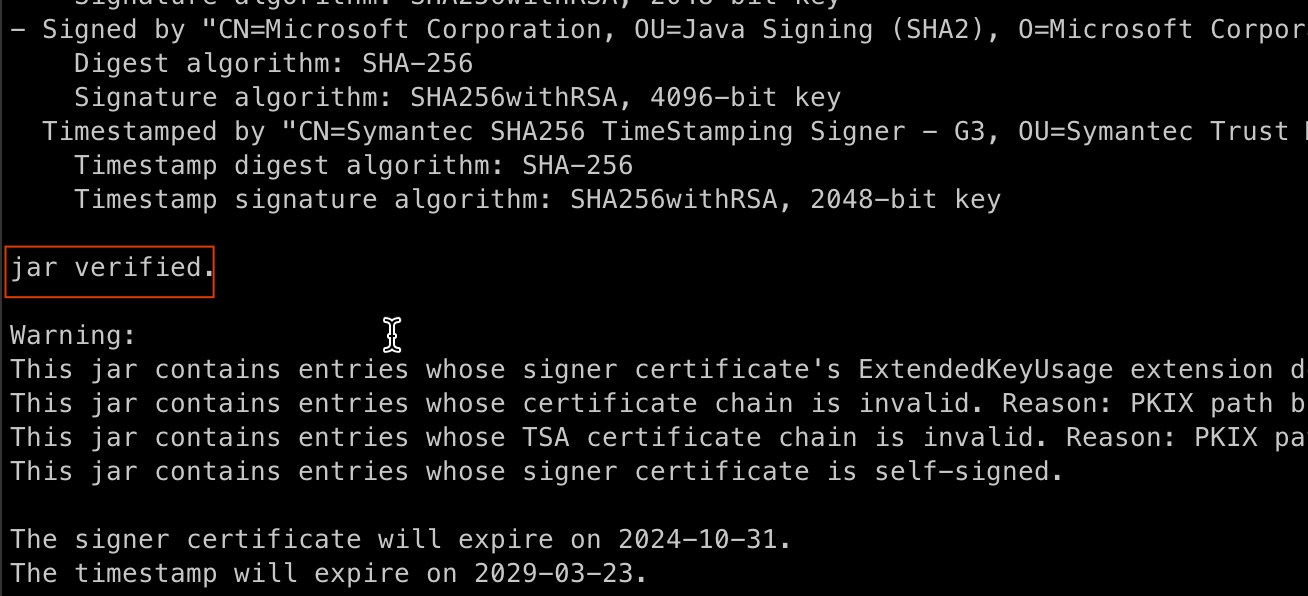 Signature algorithm: SHA256withRSA, 2048-bit key
- Signed by "CN=Microsoft Corporation, OU=Java Signing (SHA2), O=Microsoft Corpor
Digest algorithm: SHA-256
Signature algorithm: SHA256withRSA, 4096-bit key
Timestamped by "CN=Symantec SHA256 TimeStamping Signer - G3, OU=Symantec Trust
Timestamp digest algorithm: SHA-256
Timestamp signature algorithm: SHA256withRSA, 2048-bit key
jar verified.
Warning:
This jar contains entries whose signer certificate's ExtendedKeyUsage extension d
This jar contains entries whose certificate chain is invalid. Reason: PKIX path b
This jar contains entries whose TSA certificate chain is invalid. Reason: PKIX pa
This jar contains entries whose signer certificate is self-signed.
The signer certificate will expire on 2024-10-31.
The timestamp will expire on 2029-03-23.